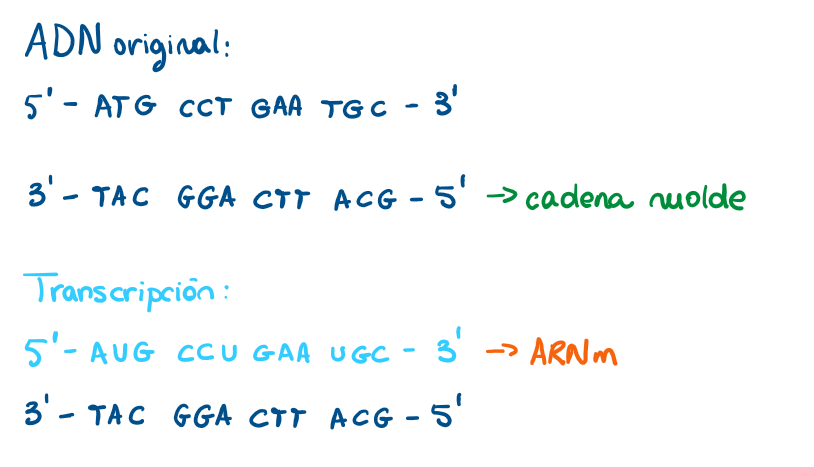 ADN original:
5' - ATG CCT GAA TGC - 3'
3' - TAC GGA CTT ACG - 5' → cadena molde
Transcripción:
5' - AUG CCU GAA UGC - 3' → ARNm
3' - TAC GGA CTT ACG - 5'